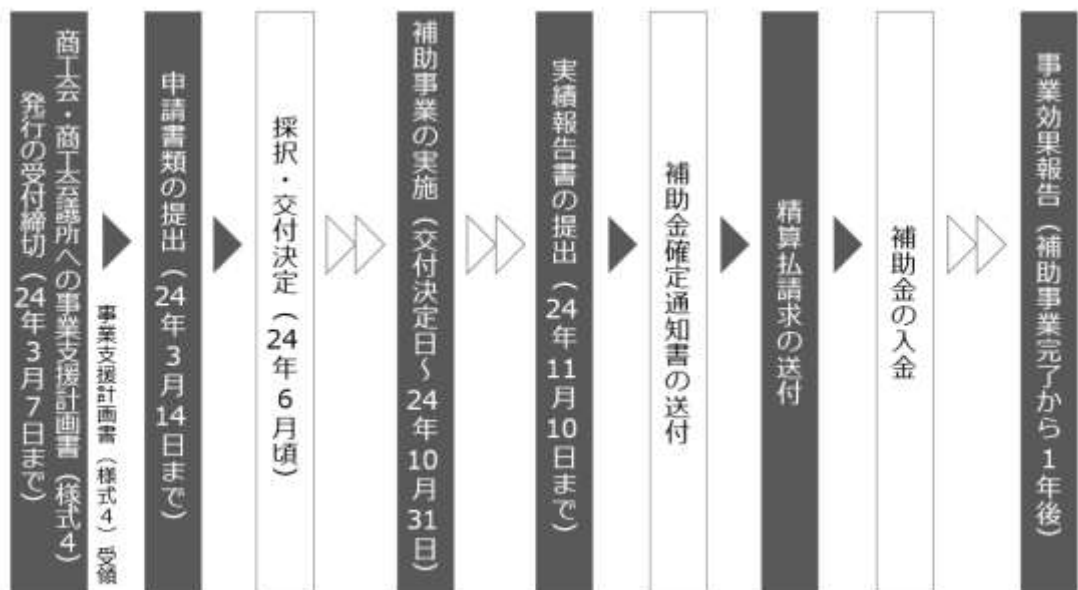 商工会・商工会議所への事業支援計画書（様式４）
発行の受付締切（24年３月７日まで）
事業支援計画書（様式４）受領
申請書類の提出（24年３月14日まで）
採択・交付決定（24年６月頃）
補助事業の実施（交付決定日～24年10月31日）
実績報告書の提出（24年11月10日まで）
補助金確定通知書の送付
精算払請求の送付
補助金の入金
事業効果報告（補助事業完了から１年後）